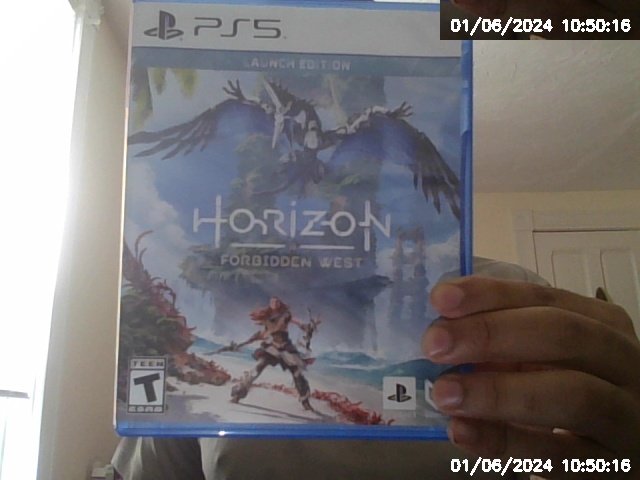 01/06/2024 10:50:16
PS5
LAUNCH EDITION
HORIZON
FORBIDDEN WEST
TEEN
T
ESRB
01/06/2024 10:50:16